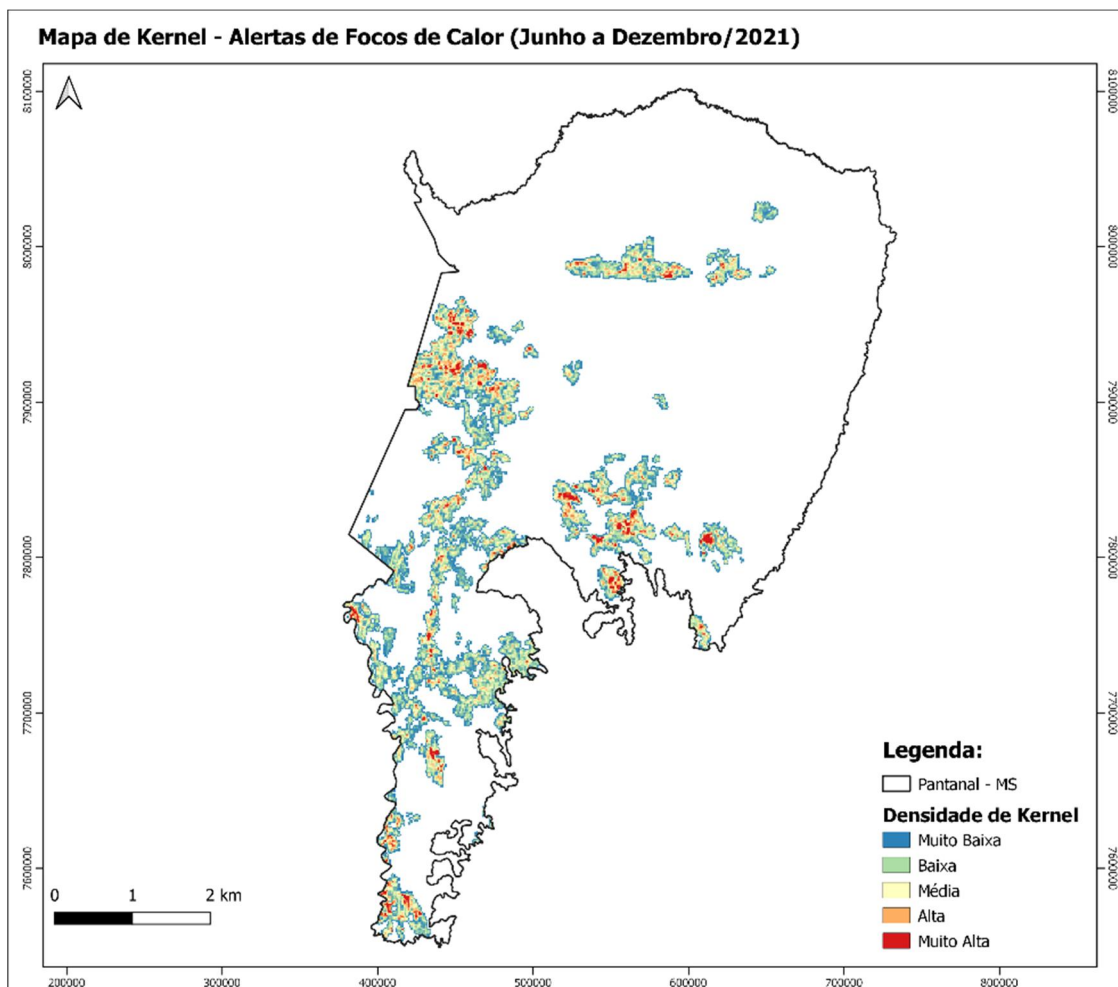 Mapa de Kernel - Alertas de Focos de Calor (Junho a Dezembro/2021)
8100000
8100000
8000000
8000000
7900000
7900000
7800000
7800000
7700000
7700000
7600000
7600000
Legenda:
Pantanal - MS
Densidade de Kernel
Muito Baixa
Baixa
Média
Alta
Muito Alta
0 1 2 km
200000 300000 400000 500000 600000 700000 800000